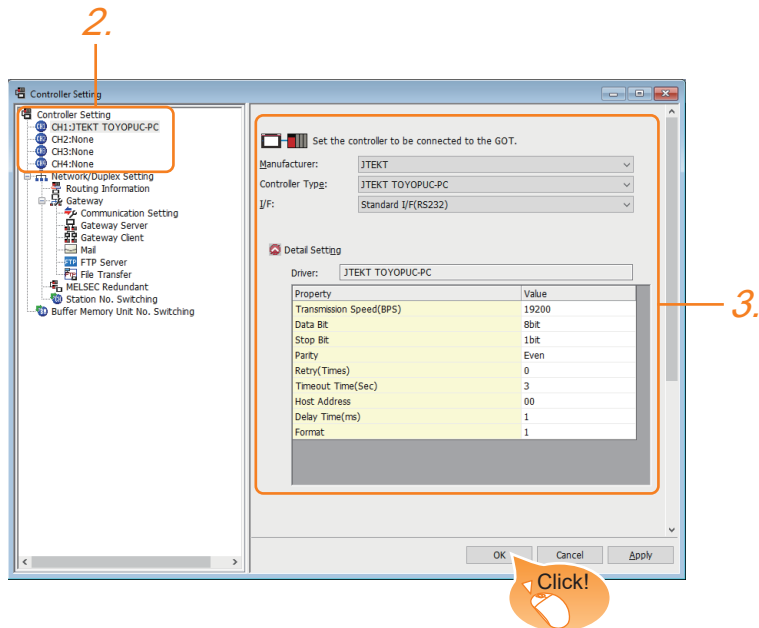 2.
Controller Setting
Controller Setting
CH1:JTEKT TOYOPUC-PC
CH2:None
CH3:None
CH4:None
Network/Duplex Setting
Routing Information
Gateway
Communication Setting
Gateway Server
Gateway Client
Mail
FTP FTP Server
File Transfer
MELSEC Redundant
Station No. Switching
Buffer Memory Unit No. Switching
Set the controller to be connected to the GOT.
Manufacturer: JTEKT
Controller Type: JTEKT TOYOPUC-PC
I/F: Standard I/F(RS232)
Detail Setting
Driver: JTEKT TOYOPUC-PC
Property Value
Transmission Speed(BPS) 19200
Data Bit 8bit
Stop Bit 1bit
Parity Even
Retry(Times) 0
Timeout Time(Sec) 3
Host Address 00
Delay Time(ms) 1
Format 1
3.
OK Cancel Apply
Click!